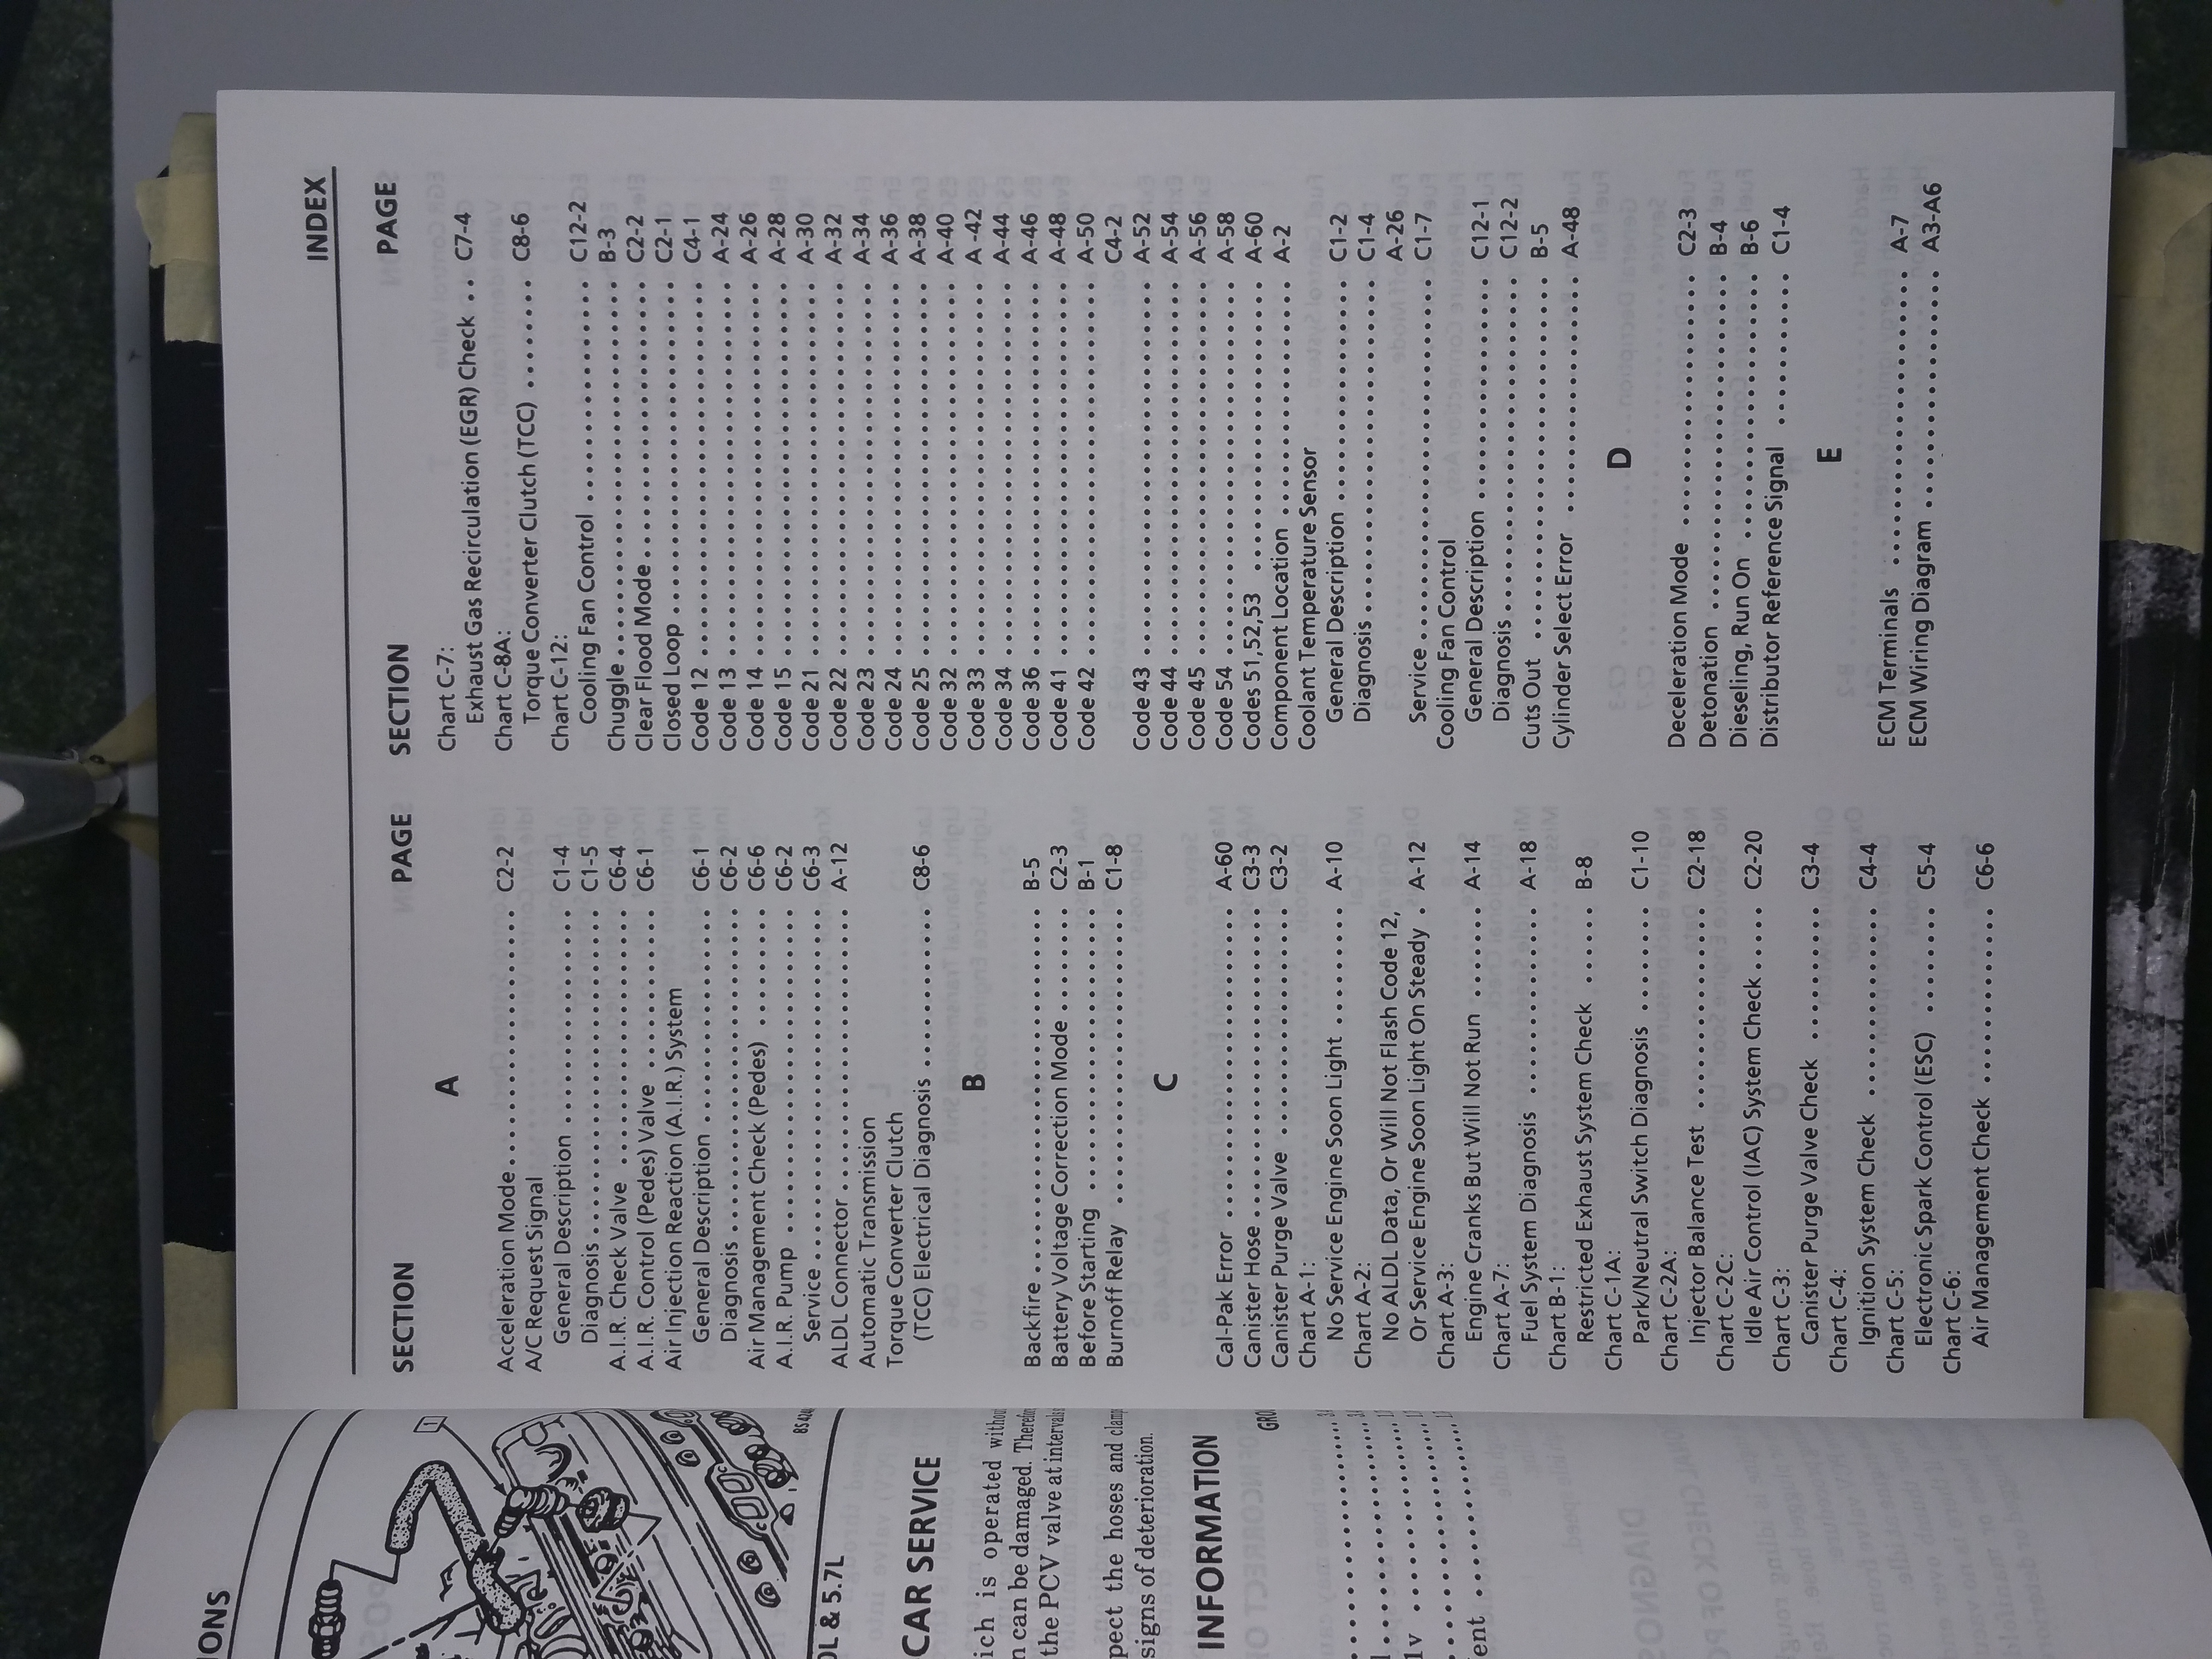 INDEX
SECTION PAGE
A
Acceleration Mode C2-2
A/C Request Signal
General Description C1-4
Diagnosis C1-5
A.I.R. Check Valve C6-4
A.I.R. Control (Pedes) Valve C6-1
Air Injection Reaction (A.I.R.) System
General Description C6-1
Diagnosis C6-2
Air Management Check (Pedes) C6-6
A.I.R. Pump C6-2
Service C6-3
ALDL Connector A-12
Automatic Transmission
Torque Converter Clutch
(TCC) Electrical Diagnosis C8-6
B
Backfire B-5
Battery Voltage Correction Mode C2-3
Before Starting B-1
Burnoff Relay C1-8
C
Cal-Pak Error A-60
Canister Hose C3-3
Canister Purge Valve C3-2
Chart A-1:
No Service Engine Soon Light A-10
Chart A-2:
No ALDL Data, Or Will Not Flash Code 12,
Or Service Engine Soon Light On Steady A-12
Chart A-3:
Engine Cranks But Will Not Run A-14
Chart A-7:
Fuel System Diagnosis A-18
Chart B-1:
Restricted Exhaust System Check B-8
Chart C-1A:
Park/Neutral Switch Diagnosis C1-10
Chart C-2A:
Injector Balance Test C2-18
Chart C-2C:
Idle Air Control (IAC) System Check C2-20
Chart C-3:
Canister Purge Valve Check C3-4
Chart C-4:
Ignition System Check C4-4
Chart C-5:
Electronic Spark Control (ESC) C5-4
Chart C-6:
Air Management Check C6-6
SECTION PAGE
Chart C-7:
Exhaust Gas Recirculation (EGR) Check C7-4
Chart C-8A:
Torque Converter Clutch (TCC) C8-6
Chart C-12:
Cooling Fan Control C12-2
Chuggle B-3
Clear Flood Mode C2-2
Closed Loop C2-1
Code 12 C4-1
Code 13 A-24
Code 14 A-26
Code 15 A-28
Code 21 A-30
Code 22 A-32
Code 23 A-34
Code 24 A-36
Code 25 A-38
Code 32 A-40
Code 33 A-42
Code 34 A-44
Code 36 A-46
Code 41 A-48
Code 42 A-50
C4-2
Code 43 A-52
Code 44 A-54
Code 45 A-56
Code 54 A-58
Codes 51,52,53 A-60
Component Location A-2
Coolant Temperature Sensor
General Description C1-2
Diagnosis C1-4
A-26
Service C1-7
Cooling Fan Control
General Description C12-1
Diagnosis C12-2
Cuts Out B-5
Cylinder Select Error A-48
D
Deceleration Mode C2-3
Detonation B-4
Dieseling, Run On B-6
Distributor Reference Signal C1-4
E
ECM Terminals A-7
ECM Wiring Diagram A3-A6
IONS
1
& 5.7L
CAR SERVICE
is operated
can be damaged.
the PCV valve at intervals
the hoses and
signs of deterioration.
INFORMATION